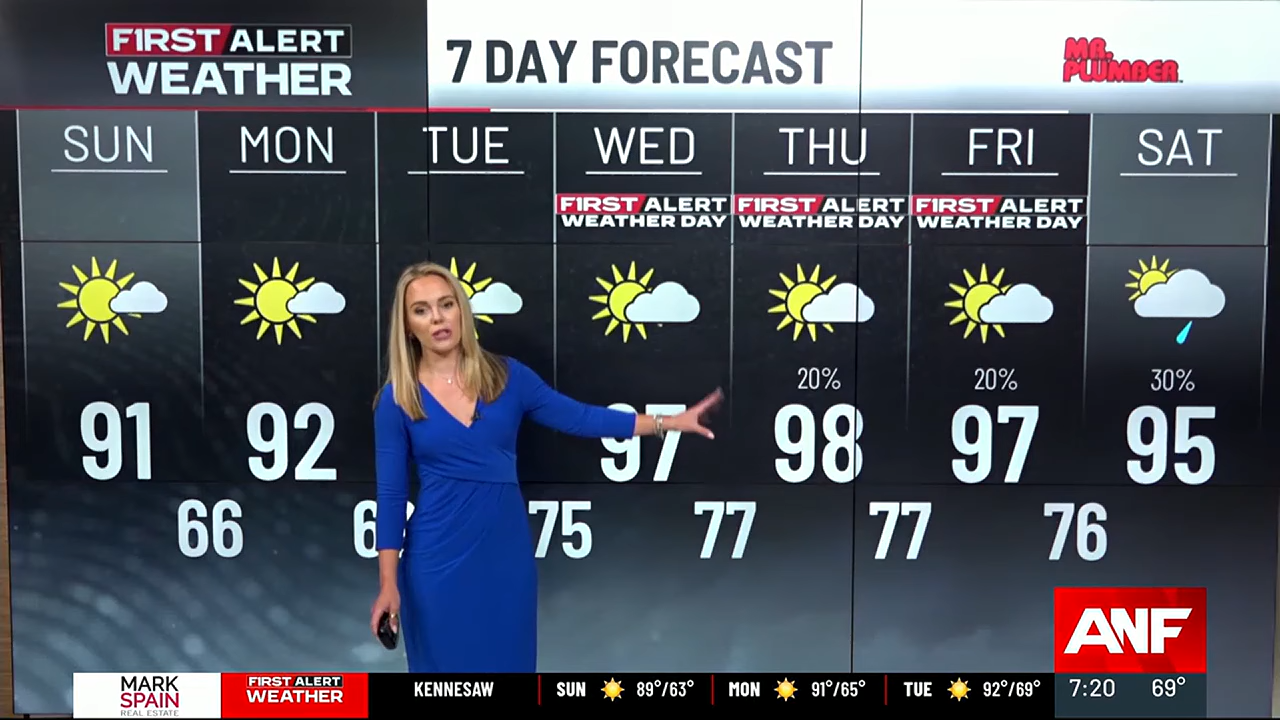 FIRST ALERT
WEATHER
7 DAY FORECAST
MR.
PLUMBER
SUN MON TUE WED THU FRI SAT
FIRST ALERT FIRST ALERT FIRST ALERT
WEATHER DAY WEATHER DAY WEATHER DAY
20% 20% 30%
91 92 97 98 97 95
66 6 75 77 77 76
ANF
MARK
SPAIN
REAL ESTATE
FIRST ALERT
WEATHER
KENNESAW SUN 89°/63° MON 91°/65° TUE 92°/69°
7:20 69°